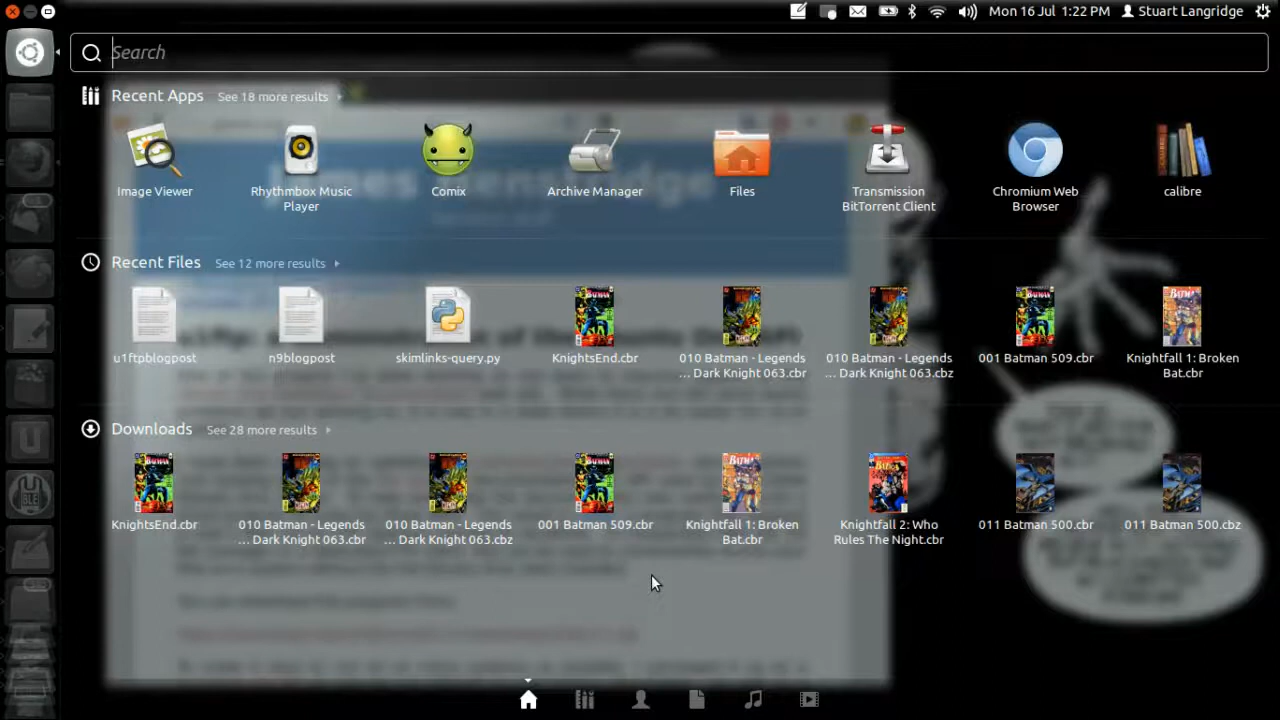 Mon 16 Jul 1:22 PM Stuart Langridge
Search
Recent Apps See 18 more results
Image Viewer
Rhythmbox Music
Player
Comix
Archive Manager
Files
Transmission
BitTorrent Client
Chromium Web
Browser
calibre
Recent Files See 12 more results
u1ftpblogpost
n9blogpost
skimlinks-query.py
KnightsEnd.cbr
010 Batman - Legends
... Dark Knight 063.cbr
010 Batman - Legends
... Dark Knight 063.cbz
001 Batman 509.cbr
Knightfall 1: Broken
Bat.cbr
Downloads See 28 more results
KnightsEnd.cbr
010 Batman - Legends
... Dark Knight 063.cbr
010 Batman - Legends
... Dark Knight 063.cbz
001 Batman 509.cbr
Knightfall 1: Broken
Bat.cbr
Knightfall 2: Who
Rules The Night.cbr
011 Batman 500.cbr
011 Batman 500.cbz